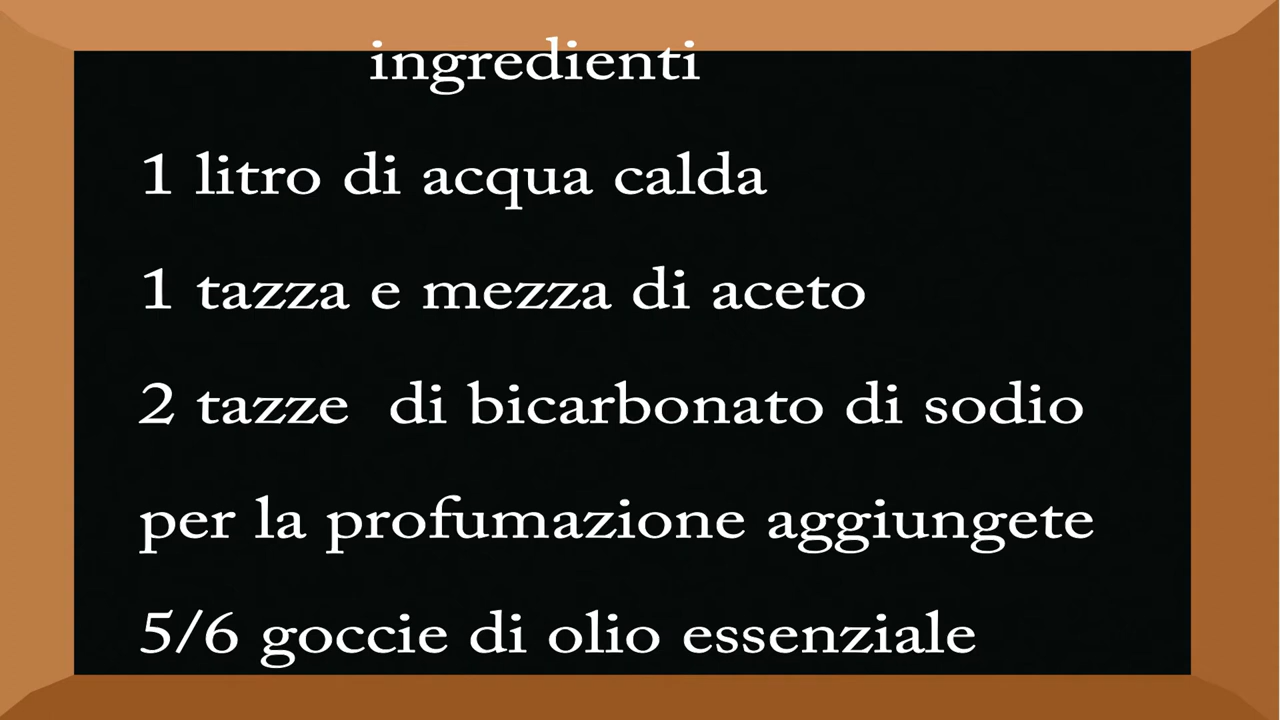 ingredienti
1 litro di acqua calda
1 tazza e mezza di aceto
2 tazze di bicarbonato di sodio
per la profumazione aggiungete
5/6 goccie di olio essenziale